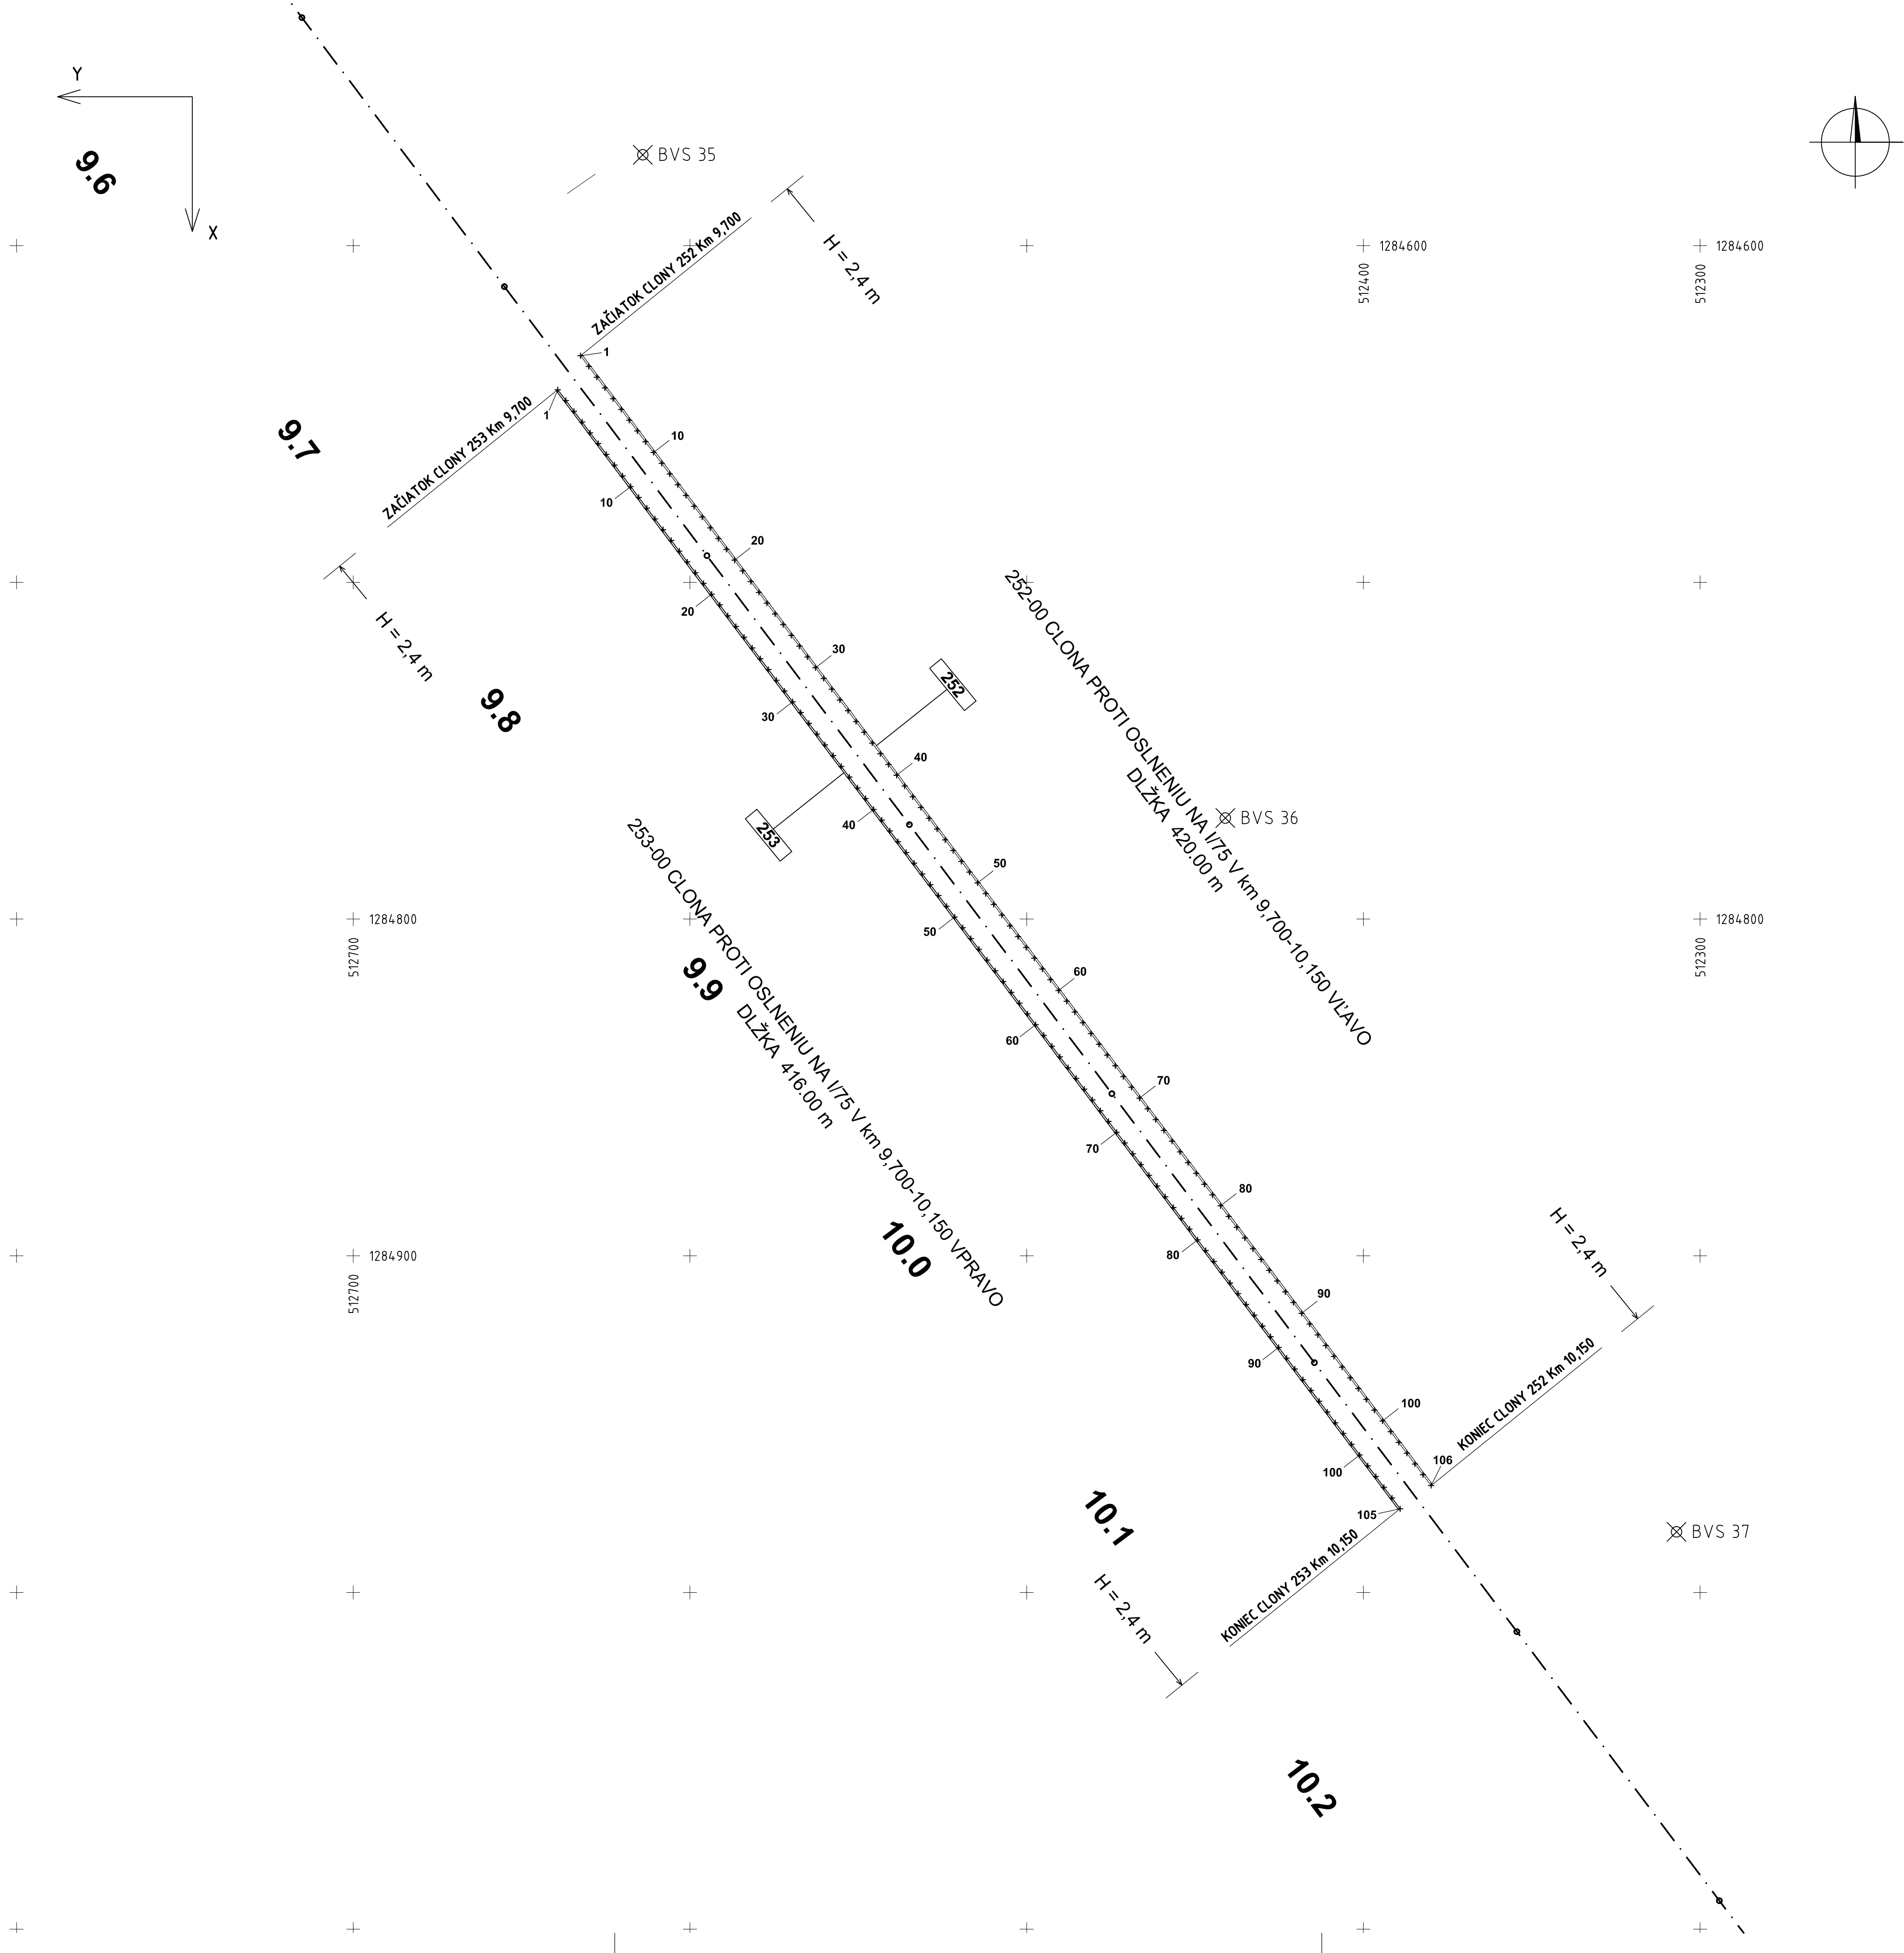 Y
X
9.6
BVS 35
ZAČIATOK CLONY 252 Km 9,700
H = 2,4 m
1284600
512400
1284600
512300
1
ZAČIATOK CLONY 253 Km 9,700
1
9.7
10
10
20
20
H = 2,4 m
30
30
252
9.8
40
40
253
252-00 CLONA PROTI OSLNENIU NA I/75 V km 9,700-10,150 VĽAVO
DLŽKA 420.00 m
BVS 36
50
50
1284800
512700
1284800
512300
253-00 CLONA PROTI OSLNENIU NA I/75 V km 9,700-10,150 VPRAVO
DLŽKA 416.00 m
9.9
60
60
70
70
80
80
10.0
1284900
512700
H = 2,4 m
90
90
100
100
KONIEC CLONY 252 Km 10,150
106
105
10.1
BVS 37
KONIEC CLONY 253 Km 10,150
H = 2,4 m
10.2